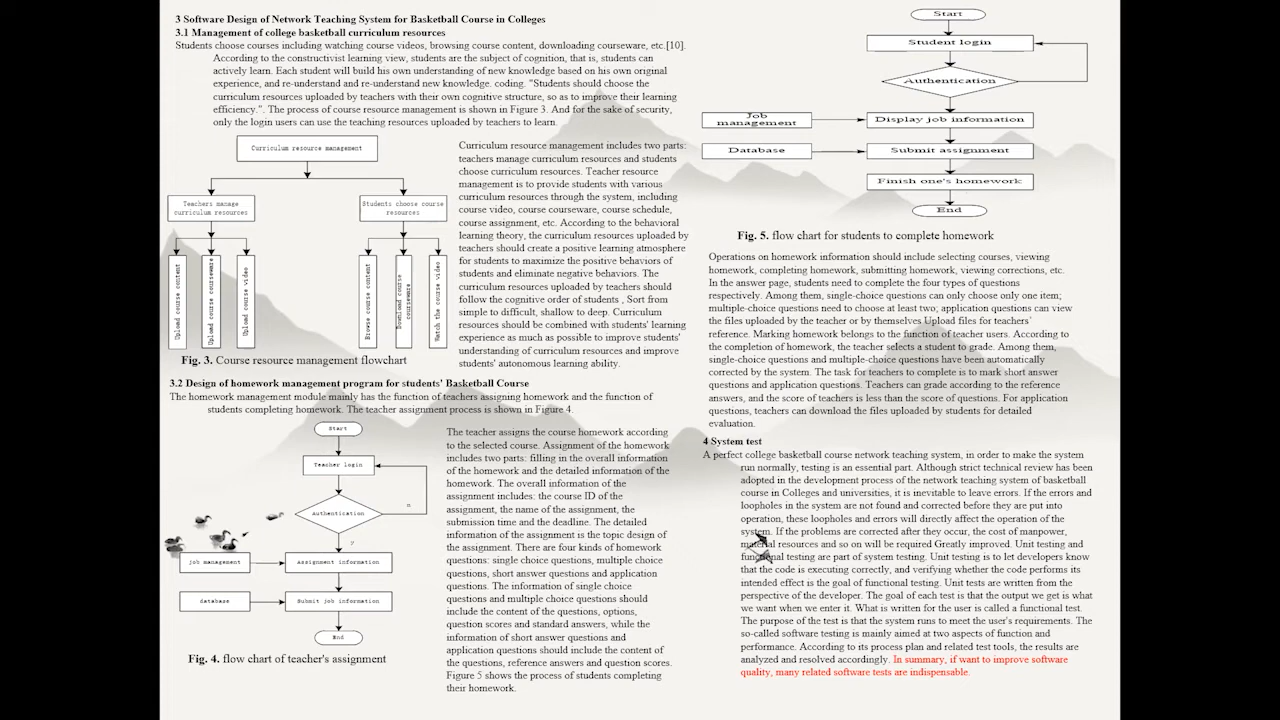 3 Software Design of Network Teaching System for Basketball Course in Colleges
3.1 Management of college basketball curriculum resources
Students choose courses including watching course videos, browsing course content, downloading courseware, etc.[10].
According to the constructivist learning view, students are the subject of cognition, that is, students can
actively learn. Each student will build his own understanding of new knowledge based on his own original
experience, and re-understand and re-understand new knowledge. coding. "Students should choose the
curriculum resources uploaded by teachers with their own cognitive structure, so as to improve their learning
efficiency.". The process of course resource management is shown in Figure 3. And for the sake of security,
only the login users can use the teaching resources uploaded by teachers to learn.
Curriculum resource management
Teachers manage
curriculum resources
Students choose course
resources
Upload course content
Upload course courseware
Upload course video
Browse course content
Download course
courseware
Watch the course video
Fig. 3. Course resource management flowchart
Curriculum resource management includes two parts:
teachers manage curriculum resources and students
choose curriculum resources. Teacher resource
management is to provide students with various
curriculum resources through the system, including
course video, course courseware, course schedule,
course assignment, etc. According to the behavioral
learning theory, the curriculum resources uploaded by
teachers should create a positive learning atmosphere
for students to maximize the positive behaviors of
students and eliminate negative behaviors. The
curriculum resources uploaded by teachers should
follow the cognitive order of students , Sort from
simple to difficult, shallow to deep. Curriculum
resources should be combined with students' learning
experience as much as possible to improve students'
understanding of curriculum resources and improve
students' autonomous learning ability.
3.2 Design of homework management program for students' Basketball Course
The homework management module mainly has the function of teachers assigning homework and the function of
students completing homework. The teacher assignment process is shown in Figure 4.
Start
Teacher login
Authentication
n
y
job management
Assignment information
database
Submit job information
End
Fig. 4. flow chart of teacher's assignment
The teacher assigns the course homework according
to the selected course. Assignment of the homework
includes two parts: filling in the overall information
of the homework and the detailed information of the
homework. The overall information of the
assignment includes: the course ID of the
assignment, the name of the assignment, the
submission time and the deadline. The detailed
information of the assignment is the topic design of
the assignment. There are four kinds of homework
questions: single choice questions, multiple choice
questions, short answer questions and application
questions. The information of single choice
questions and multiple choice questions should
include the content of the questions, options,
question scores and standard answers, while the
information of short answer questions and
application questions should include the content of
the questions, reference answers and question scores.
Figure 5 shows the process of students completing
their homework.
Start
Student login
Authentication
Job
management
Display job information
Database
Submit assignment
Finish one's homework
End
Fig. 5. flow chart for students to complete homework
Operations on homework information should include selecting courses, viewing
homework, completing homework, submitting homework, viewing corrections, etc.
In the answer page, students need to complete the four types of questions
respectively. Among them, single-choice questions can only choose only one item;
multiple-choice questions need to choose at least two; application questions can view
the files uploaded by the teacher or by themselves Upload files for teachers'
reference. Marking homework belongs to the function of teacher users. According to
the completion of homework, the teacher selects a student to grade. Among them,
single-choice questions and multiple-choice questions have been automatically
corrected by the system. The task for teachers to complete is to mark short answer
questions and application questions. Teachers can grade according to the reference
answers, and the score of teachers is less than the score of questions. For application
questions, teachers can download the files uploaded by students for detailed
evaluation.
4 System test
A perfect college basketball course network teaching system, in order to make the system
run normally, testing is an essential part. Although strict technical review has been
adopted in the development process of the network teaching system of basketball
course in Colleges and universities, it is inevitable to leave errors. If the errors and
loopholes in the system are not found and corrected before they are put into
operation, these loopholes and errors will directly affect the operation of the
system. If the problems are corrected after they occur, the cost of manpower,
material resources and so on will be required Greatly improved. Unit testing and
functional testing are part of system testing. Unit testing is to let developers know
that the code is executing correctly, and verifying whether the code performs its
intended effect is the goal of functional testing. Unit tests are written from the
perspective of the developer. The goal of each test is that the output we get is what
we want when we enter it. What is written for the user is called a functional test.
The purpose of the test is that the system runs to meet the user's requirements. The
so-called software testing is mainly aimed at two aspects of function and
performance. According to its process plan and related test tools, the results are
analyzed and resolved accordingly. In summary, if want to improve software
quality, many related software tests are indispensable.